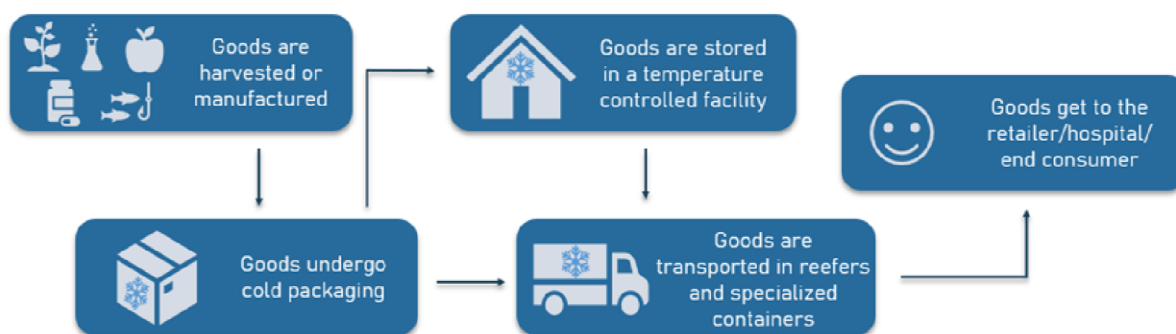 Goods are
harvested or
manufactured
Goods undergo
cold packaging
Goods are stored
in a temperature
controlled facility
Goods are
transported in reefers
and specialized
containers
Goods get to the
retailer/hospital/
end consumer